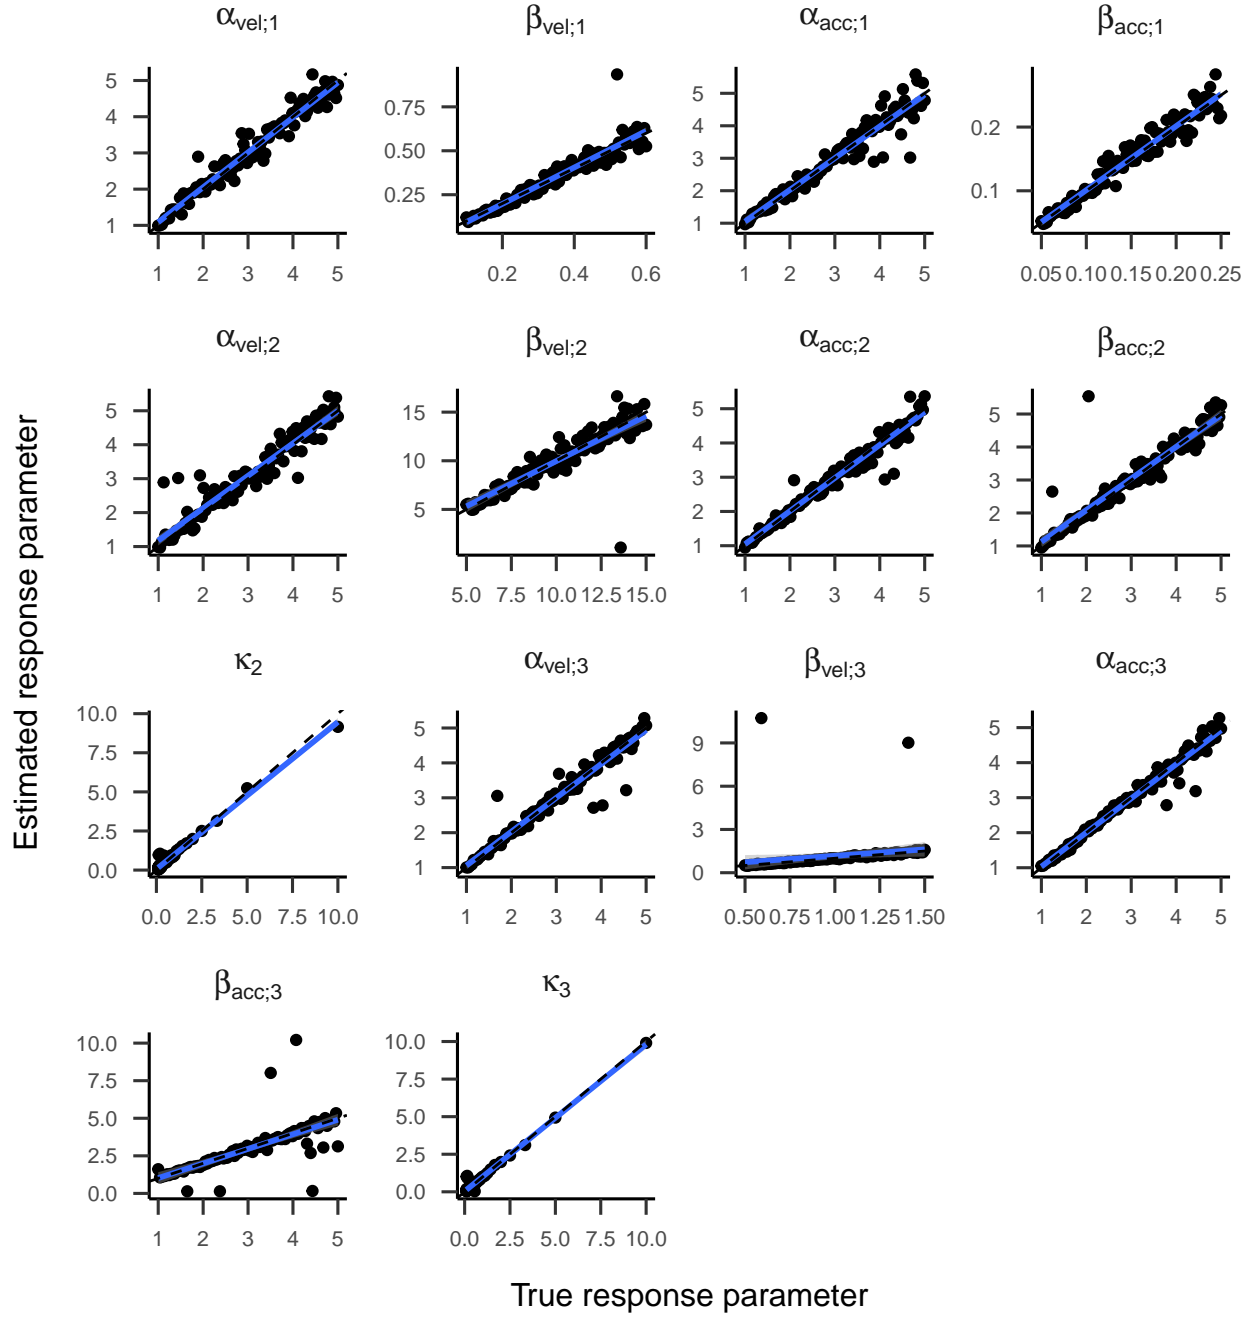 α_vel;1 β_vel;1 α_acc;1 β_acc;1
5 4 3 2 1
0.75 0.50 0.25
5 4 3 2 1
0.2 0.1
1 2 3 4 5 0.2 0.4 0.6 1 2 3 4 5 0.05 0.10 0.15 0.20 0.25
α_vel;2 β_vel;2 α_acc;2 β_acc;2
5 4 3 2 1
15 10 5
5 4 3 2 1
5 4 3 2 1
1 2 3 4 5 5.0 7.5 10.0 12.5 15.0 1 2 3 4 5 1 2 3 4 5
Estimated response parameter
κ_2 α_vel;3 β_vel;3 α_acc;3
10.0 7.5 5.0 2.5 0.0
5 4 3 2 1
9 6 3 0
5 4 3 2 1
0.0 2.5 5.0 7.5 10.0 1 2 3 4 5 0.50 0.75 1.00 1.25 1.50 1 2 3 4 5
β_acc;3 κ_3
10.0 7.5 5.0 2.5 0.0
10.0 7.5 5.0 2.5 0.0
1 2 3 4 5 0.0 2.5 5.0 7.5 10.0
True response parameter